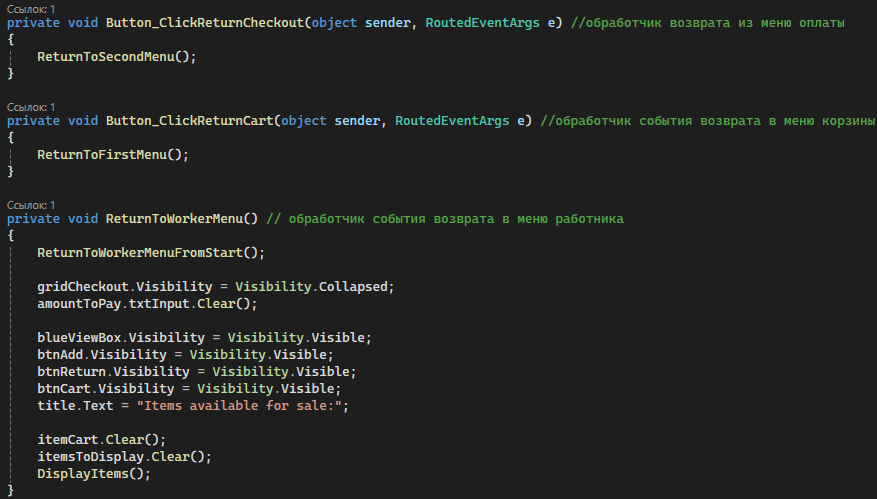 Ссылок: 1
private void Button_ClickReturnCheckout(object sender, RoutedEventArgs e) //обработчик возврата из меню оплаты
{
    ReturnToSecondMenu();
}
Ссылок: 1
private void Button_ClickReturnCart(object sender, RoutedEventArgs e) //обработчик события возврата в меню корзины
{
    ReturnToFirstMenu();
}
Ссылок: 1
private void ReturnToWorkerMenu() // обработчик события возврата в меню работника
{
    ReturnToWorkerMenuFromStart();
    gridCheckout.Visibility = Visibility.Collapsed;
    amountToPay.txtInput.Clear();
    blueViewBox.Visibility = Visibility.Visible;
    btnAdd.Visibility = Visibility.Visible;
    btnReturn.Visibility = Visibility.Visible;
    btnCart.Visibility = Visibility.Visible;
    title.Text = "Items available for sale:";
    itemCart.Clear();
    itemsToDisplay.Clear();
    DisplayItems();
}